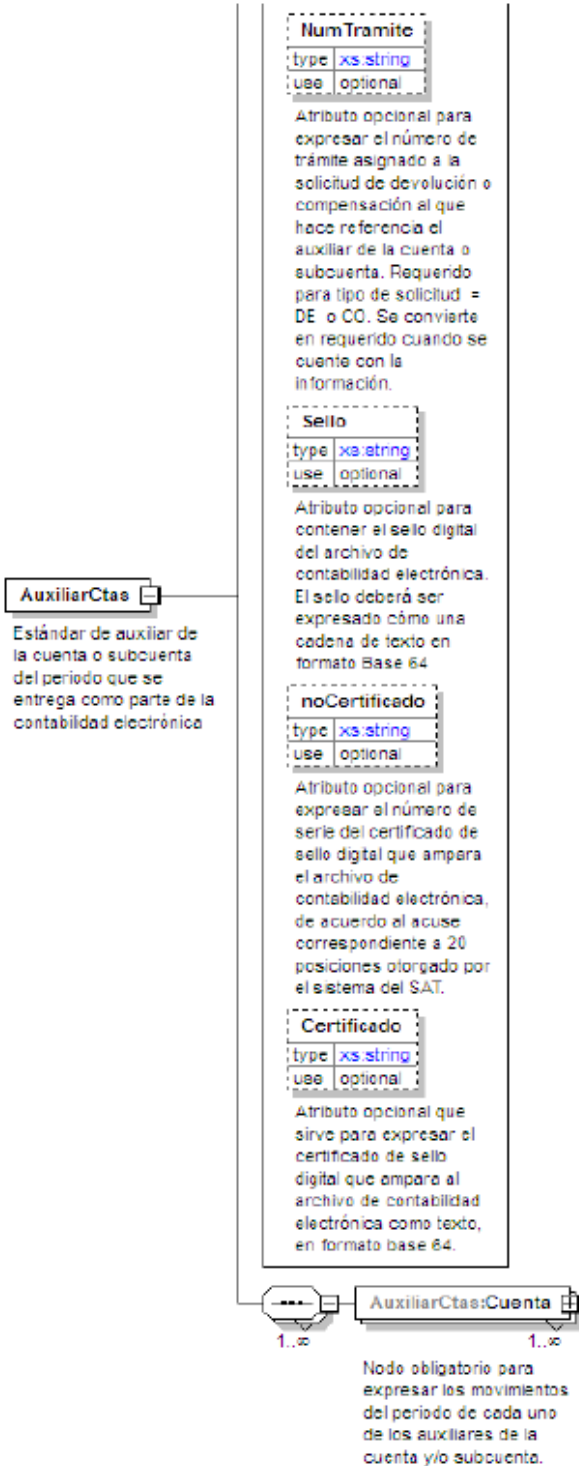 NumTramite
type xs:string
use optional
Atributo opcional para
expresar el número de
trámite asignado a la
solicitud de devolución o
compensación al que
hace referencia el
auxiliar de la cuenta o
subcuenta. Requerido
para tipo de solicitud =
DE o CO. Se convierte
en requerido cuando se
cuente con la
información.
Sello
type xs:string
use optional
Atributo opcional para
contener el sello digital
del archivo de
contabilidad electrónica.
El sello deberá ser
expresado cómo una
cadena de texto en
formato Base 64
AuxiliarCtas
Estándar de auxiliar de
la cuenta o subcuenta
del periodo que se
entrega como parte de la
contabilidad electrónica
noCertificado
type xs:string
use optional
Atributo opcional para
expresar el número de
serie del certificado de
sello digital que ampara
el archivo de
contabilidad electrónica,
de acuerdo al acuse
correspondiente a 20
posiciones otorgado por
el sistema del SAT.
Certificado
type xs:string
use optional
Atributo opcional que
sirve para expresar el
certificado de sello
digital que ampara al
archivo de contabilidad
electrónica como texto,
en formato base 64.
AuxiliarCtas:Cuenta
1..∞ 1..∞
Nodo obligatorio para
expresar los movimientos
del periodo de cada uno
de los auxiliares de la
cuenta y/o subcuenta.